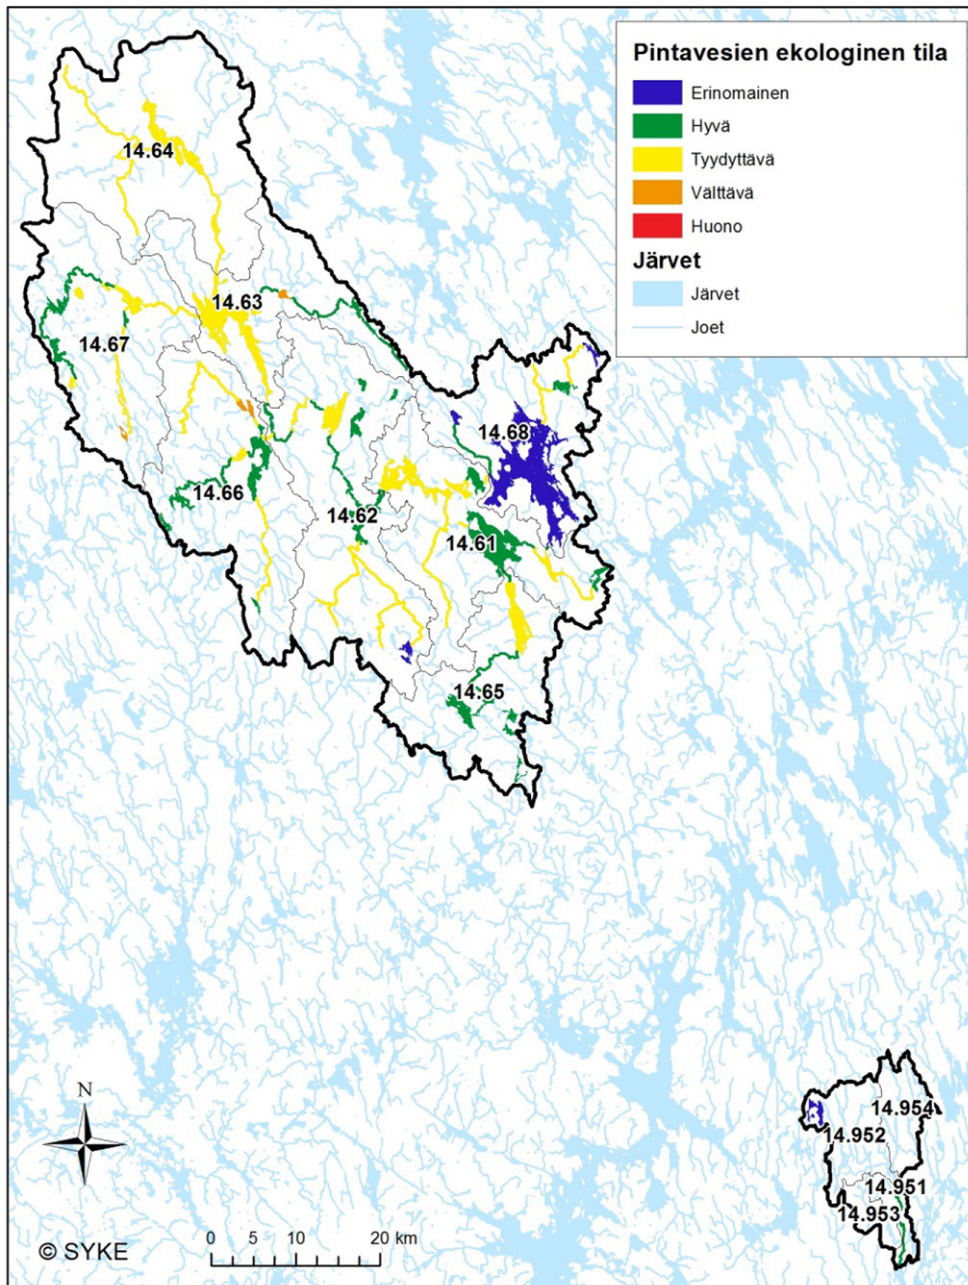 Pintavesien ekologinen tila
Erinomainen
Hyvä
Tyydyttävä
Välttävä
Huono
Järvet
Järvet
Joet
14.64
14.63
14.67
14.68
14.66
14.62
14.61
14.65
14.954
14.952
14.951
14.953
N
0 5 10 20 km
© SYKE